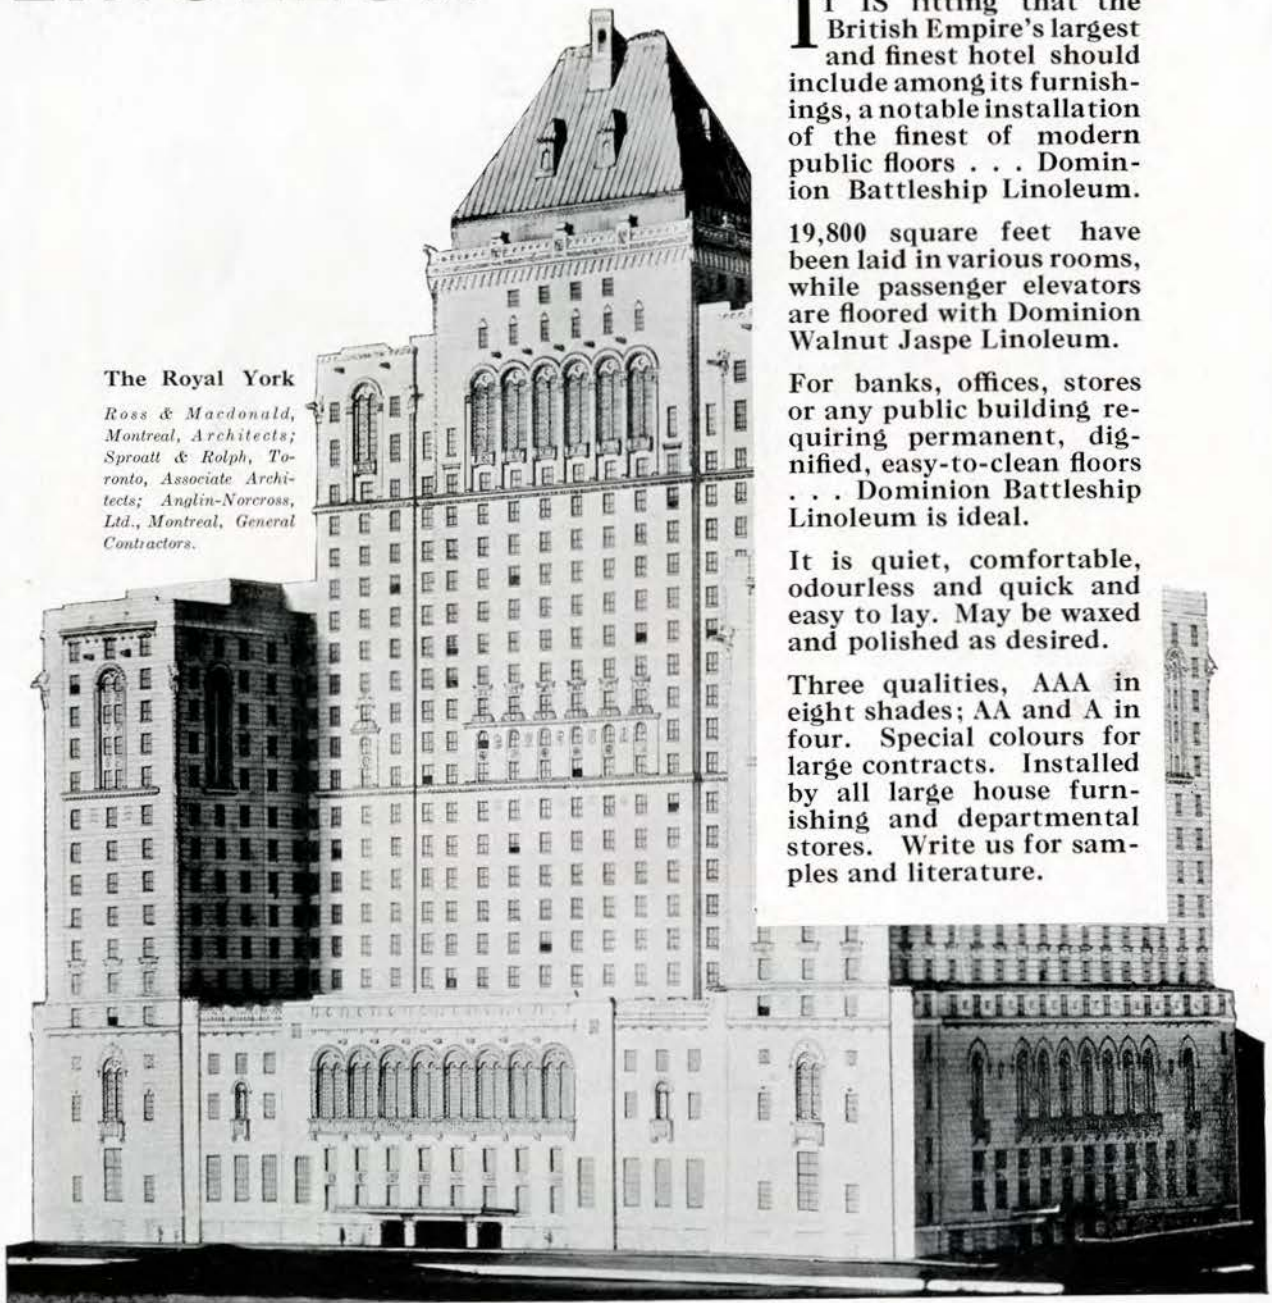 IT IS fitting that the
British Empire's largest
and finest hotel should
include among its furnish-
ings, a notable installation
of the finest of modern
public floors . . . Domin-
ion Battleship Linoleum.
19,800 square feet have
been laid in various rooms,
while passenger elevators
are floored with Dominion
Walnut Jaspe Linoleum.
For banks, offices, stores
or any public building re-
quiring permanent, dig-
nified, easy-to-clean floors
. . . Dominion Battleship
Linoleum is ideal.
It is quiet, comfortable,
odourless and quick and
easy to lay. May be waxed
and polished as desired.
Three qualities, AAA in
eight shades; AA and A in
four. Special colours for
large contracts. Installed
by all large house furn-
ishing and departmental
stores. Write us for sam-
ples and literature.
The Royal York
Ross & Macdonald,
Montreal, Architects;
Sproatt & Rolph, To-
ronto, Associate Archi-
tects; Anglin-Norcross,
Ltd., Montreal, General
Contractors.